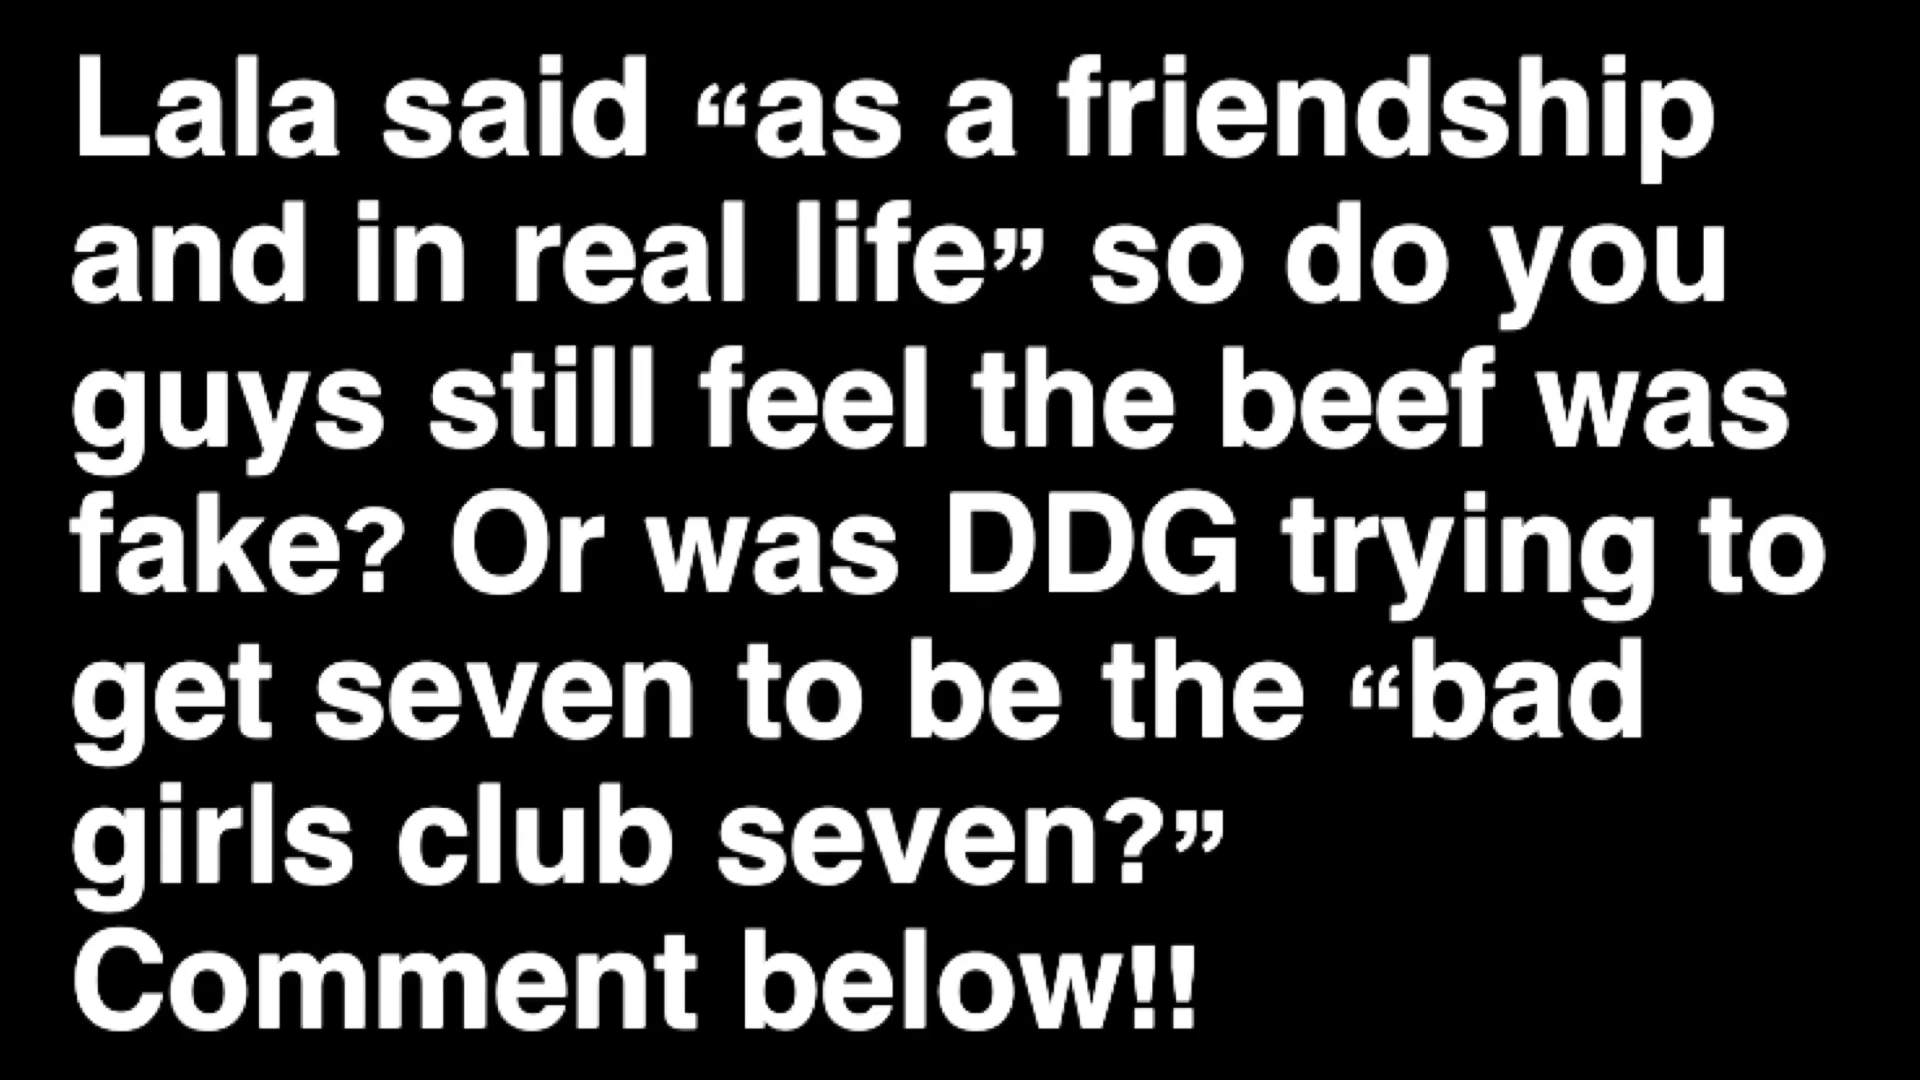 Lala said “as a friendship
and in real life” so do you
guys still feel the beef was
fake? Or was DDG trying to
get seven to be the “bad
girls club seven?”
Comment below!!